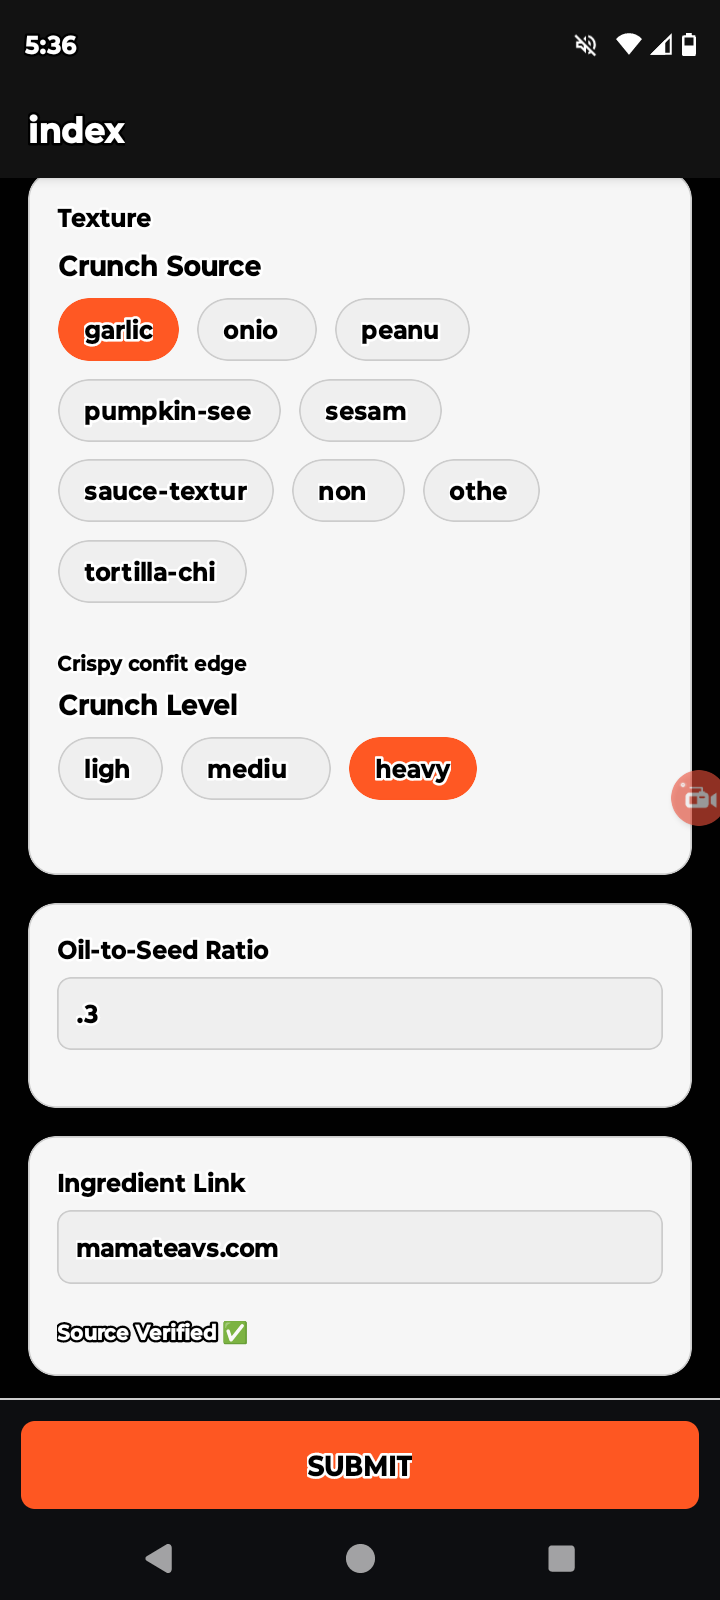 5:36
index
Texture
Crunch Source
garlic onio peanu
pumpkin-see sesam
sauce-textur non othe
tortilla-chi
Crispy confit edge
Crunch Level
ligh mediu heavy
Oil-to-Seed Ratio
.3
Ingredient Link
mamateavs.com
Source Verified ✅
SUBMIT